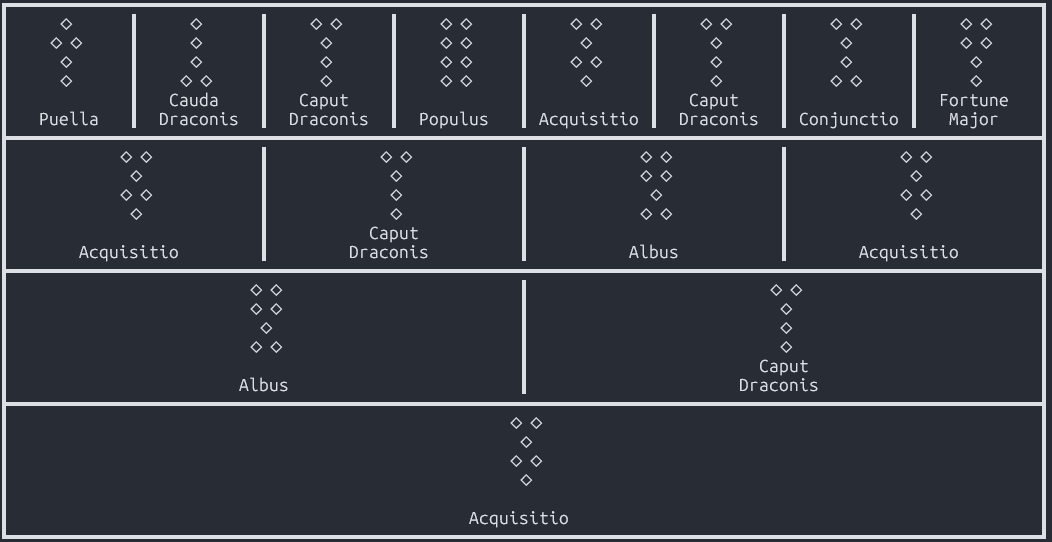 Puella
Cauda Draconis
Caput Draconis
Populus
Acquisitio
Caput Draconis
Conjunctio
Fortune Major
Acquisitio
Caput Draconis
Albus
Acquisitio
Albus
Caput Draconis
Acquisitio